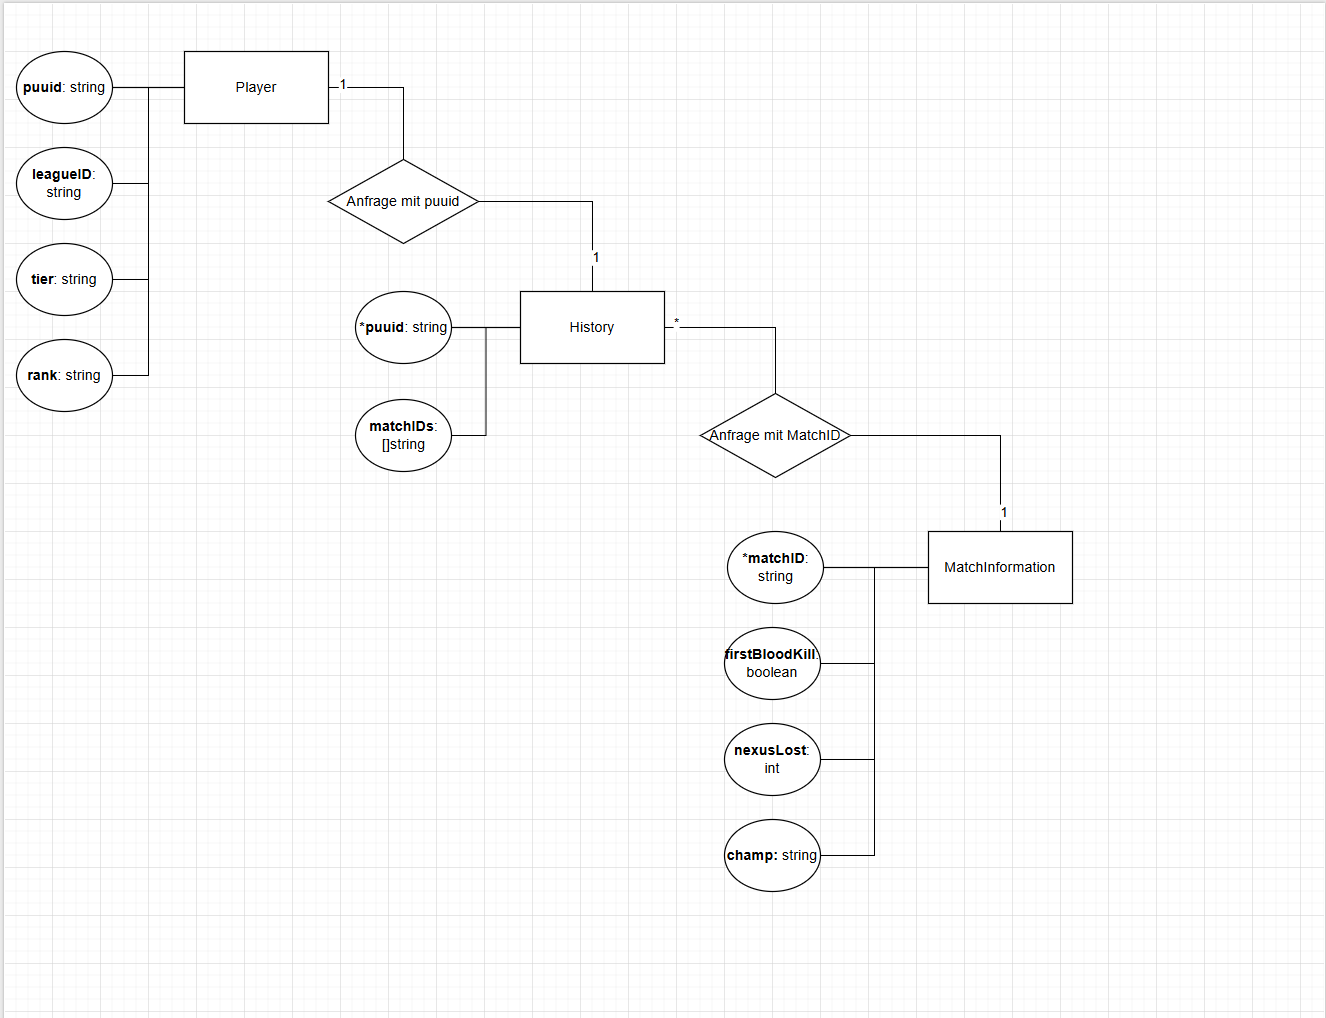 puuid: string
Player
1
leagueID:
string
Anfrage mit puuid
tier: string
1
rank: string
*puuid: string
History
*
matchIDs:
[]string
Anfrage mit MatchID
1
*matchID:
string
MatchInformation
firstBloodKill:
boolean
nexusLost:
int
champ: string